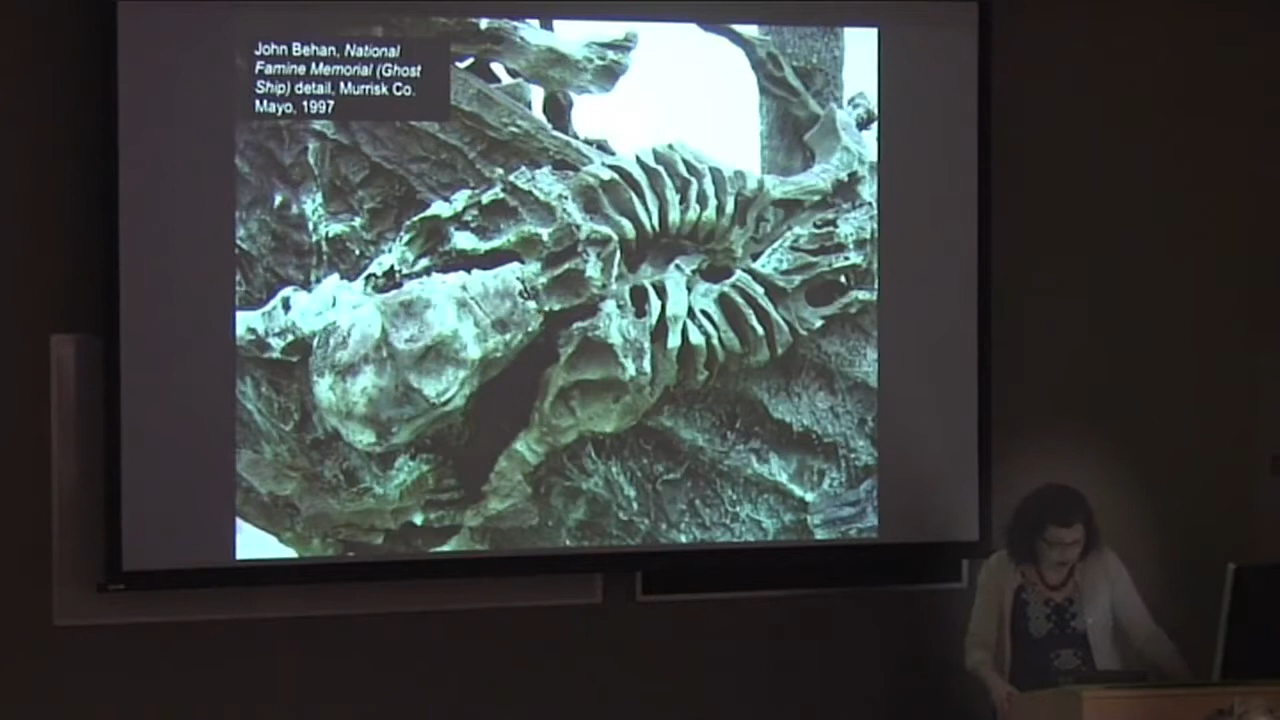 John Behan, National
Famine Memorial (Ghost
Ship) detail, Murrisk Co.
Mayo, 1997